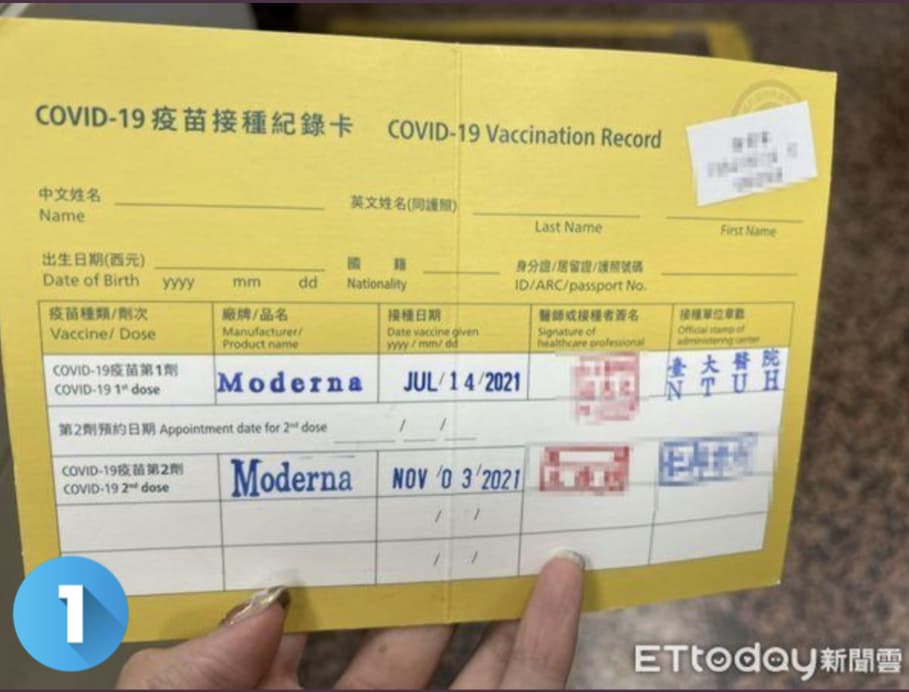 COVID-19 疫苗接種紀錄卡 COVID-19 Vaccination Record
中文姓名
Name
英文姓名(同護照)
Last Name
First Name
出生日期(西元)
Date of Birth yyyy mm dd
國籍
Nationality
身分證/居留證/護照號碼
ID/ARC/passport No.
疫苗種類/劑次
Vaccine/ Dose
廠牌/品名
Manufacturer/
Product name
接種日期
Date vaccine given
yyyy / mm/ dd
醫師或接種者簽名
Signature of
healthcare professional
接種單位章戳
Official stamp of
administering center
COVID-19疫苗第1劑
COVID-19 1st dose
Moderna
JUL/14/2021
臺大醫院
NTUH
第2劑預約日期 Appointment date for 2nd dose / /
COVID-19疫苗第2劑
COVID-19 2nd dose
Moderna
NOV/03/2021
/ /
/ /
1
ETtoday新聞雲